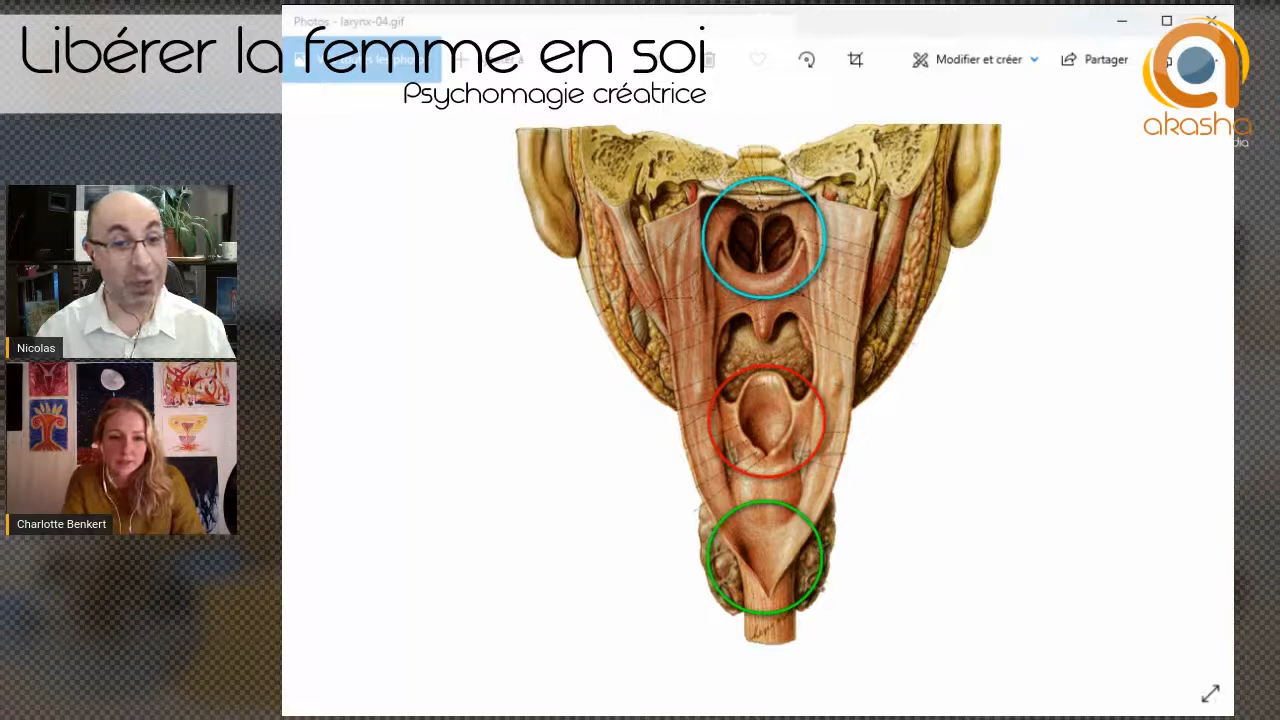 Photos - larynx-04.gif
Libérer la femme en soi
Psychomagie créatrice
Modifier et créer
Partager
akasha
Nicolas
Charlotte Benkert